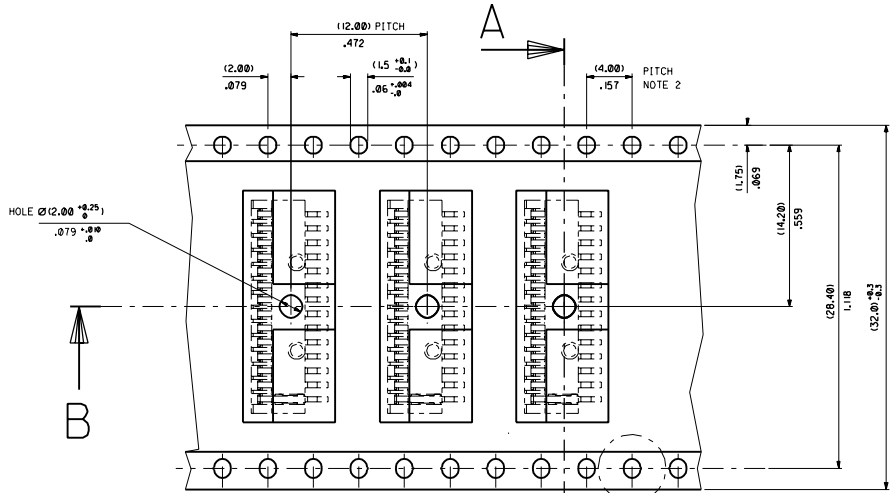 (12.00) PITCH
.472
A
(2.00)
.079
(1.5 +0.1 -0.0)
.06 +.004 -.0
(4.00)
.157
PITCH
NOTE 2
(1.75)
.069
(14.20)
.559
(28.40)
1.118
(32.0) +0.3 -0.3
HOLE Ø(2.00 +0.25 0)
.079 +.010 .0
B